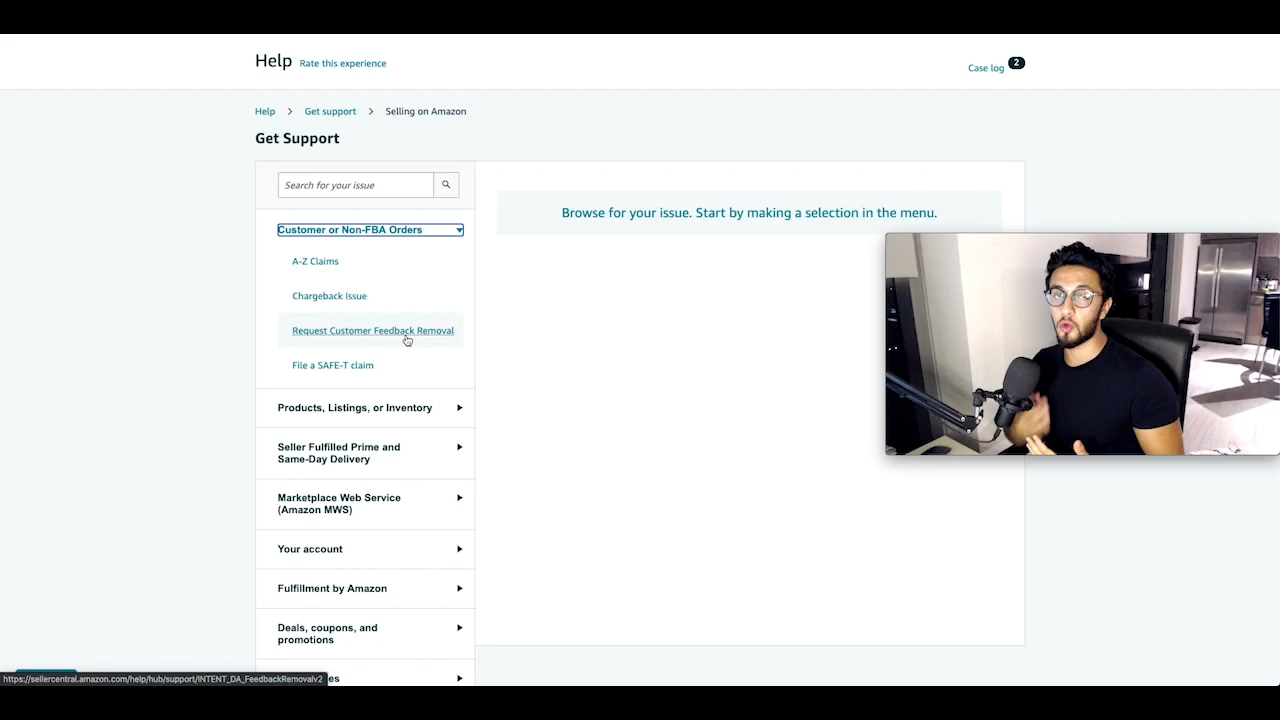 Help Rate this experience
Case log 2
Help > Get support > Selling on Amazon
Get Support
Search for your issue
Browse for your issue. Start by making a selection in the menu.
Customer or Non-FBA Orders
A-Z Claims
Chargeback Issue
Request Customer Feedback Removal
File a SAFE-T claim
Products, Listings, or Inventory
Seller Fulfilled Prime and
Same-Day Delivery
Marketplace Web Service
(Amazon MWS)
Your account
Fulfillment by Amazon
Deals, coupons, and
promotions
https://sellercentral.amazon.com/help/hub/support/INTENT_DA_FeedbackRemovalv2